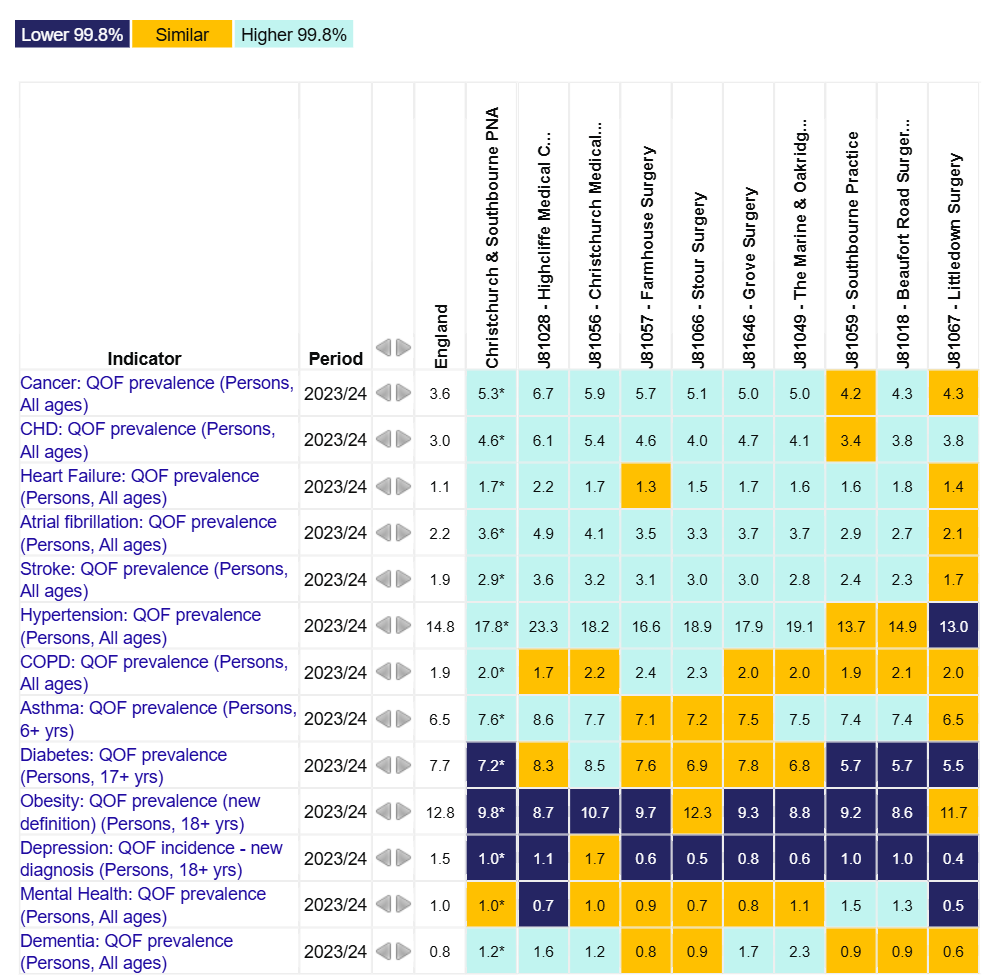 Lower 99.8% Similar Higher 99.8%
Indicator Period England Christchurch & Southbourne PNA J81028 - Highcliffe Medical C... J81056 - Christchurch Medical... J81057 - Farmhouse Surgery J81066 - Stour Surgery J81646 - Grove Surgery J81049 - The Marine & Oakridg... J81059 - Southbourne Practice J81018 - Beaufort Road Surger... J81067 - Littledown Surgery
Cancer: QOF prevalence (Persons,
All ages) 2023/24 3.6 5.3* 6.7 5.9 5.7 5.1 5.0 5.0 4.2 4.3 4.3
CHD: QOF prevalence (Persons,
All ages) 2023/24 3.0 4.6* 6.1 5.4 4.6 4.0 4.7 4.1 3.4 3.8 3.8
Heart Failure: QOF prevalence
(Persons, All ages) 2023/24 1.1 1.7* 2.2 1.7 1.3 1.5 1.7 1.6 1.6 1.8 1.4
Atrial fibrillation: QOF prevalence
(Persons, All ages) 2023/24 2.2 3.6* 4.9 4.1 3.5 3.3 3.7 3.7 2.9 2.7 2.1
Stroke: QOF prevalence (Persons,
All ages) 2023/24 1.9 2.9* 3.6 3.2 3.1 3.0 3.0 2.8 2.4 2.3 1.7
Hypertension: QOF prevalence
(Persons, All ages) 2023/24 14.8 17.8* 23.3 18.2 16.6 18.9 17.9 19.1 13.7 14.9 13.0
COPD: QOF prevalence (Persons,
All ages) 2023/24 1.9 2.0* 1.7 2.2 2.4 2.3 2.0 2.0 1.9 2.1 2.0
Asthma: QOF prevalence (Persons,
6+ yrs) 2023/24 6.5 7.6* 8.6 7.7 7.1 7.2 7.5 7.5 7.4 7.4 6.5
Diabetes: QOF prevalence
(Persons, 17+ yrs) 2023/24 7.7 7.2* 8.3 8.5 7.6 6.9 7.8 6.8 5.7 5.7 5.5
Obesity: QOF prevalence (new
definition) (Persons, 18+ yrs) 2023/24 12.8 9.8* 8.7 10.7 9.7 12.3 9.3 8.8 9.2 8.6 11.7
Depression: QOF incidence - new
diagnosis (Persons, 18+ yrs) 2023/24 1.5 1.0* 1.1 1.7 0.6 0.5 0.8 0.6 1.0 1.0 0.4
Mental Health: QOF prevalence
(Persons, All ages) 2023/24 1.0 1.0* 0.7 1.0 0.9 0.7 0.8 1.1 1.5 1.3 0.5
Dementia: QOF prevalence
(Persons, All ages) 2023/24 0.8 1.2* 1.6 1.2 0.8 0.9 1.7 2.3 0.9 0.9 0.6